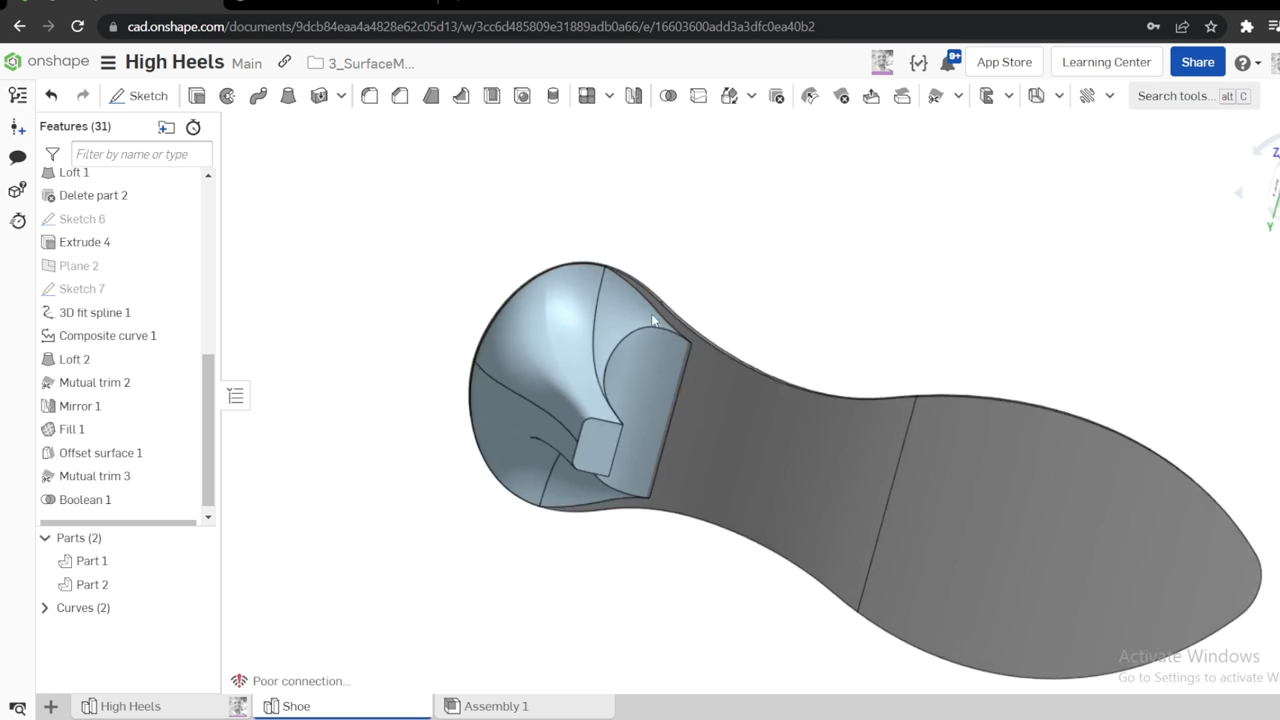 cad.onshape.com/documents/9dcb84eaa4a4828e62c05d13/w/3cc6d485809e31889adb0a66/e/16603600add3a3dfc0ea40b2
onshape High Heels Main 3_SurfaceM... App Store Learning Center Share
Sketch Search tools... alt C
Features (31)
Filter by name or type
Loft 1
Delete part 2
Sketch 6
Extrude 4
Plane 2
Sketch 7
3D fit spline 1
Composite curve 1
Loft 2
Mutual trim 2
Mirror 1
Fill 1
Offset surface 1
Mutual trim 3
Boolean 1
Parts (2)
Part 1
Part 2
Curves (2)
Z
Y
Activate Windows
Go to Settings to activate W
Poor connection...
High Heels Shoe Assembly 1